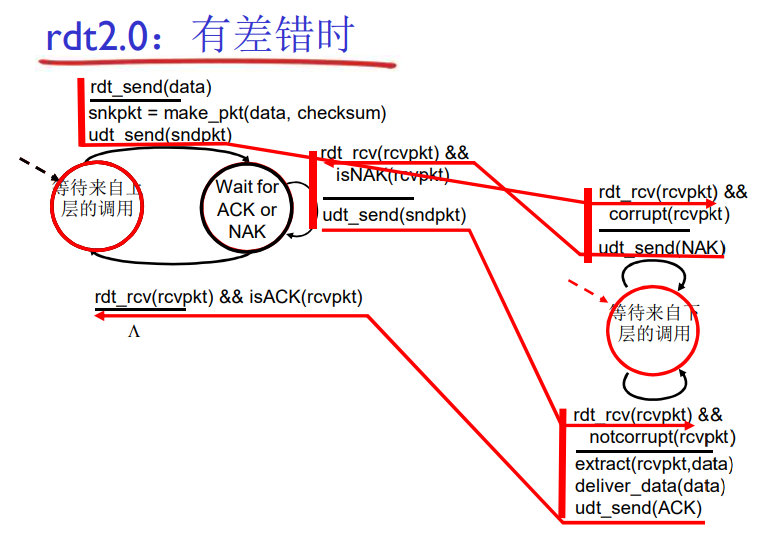 rdt2.0：有差错时
rdt_send(data)
snkpkt = make_pkt(data, checksum)
udt_send(sndpkt)
等待来自上
层的调用
Wait for
ACK or
NAK
rdt_rcv(rcvpkt) &&
isNAK(rcvpkt)
udt_send(sndpkt)
rdt_rcv(rcvpkt) && isACK(rcvpkt)
Λ
rdt_rcv(rcvpkt) &&
corrupt(rcvpkt)
udt_send(NAK)
等待来自下
层的调用
rdt_rcv(rcvpkt) &&
notcorrupt(rcvpkt)
extract(rcvpkt,data)
deliver_data(data)
udt_send(ACK)